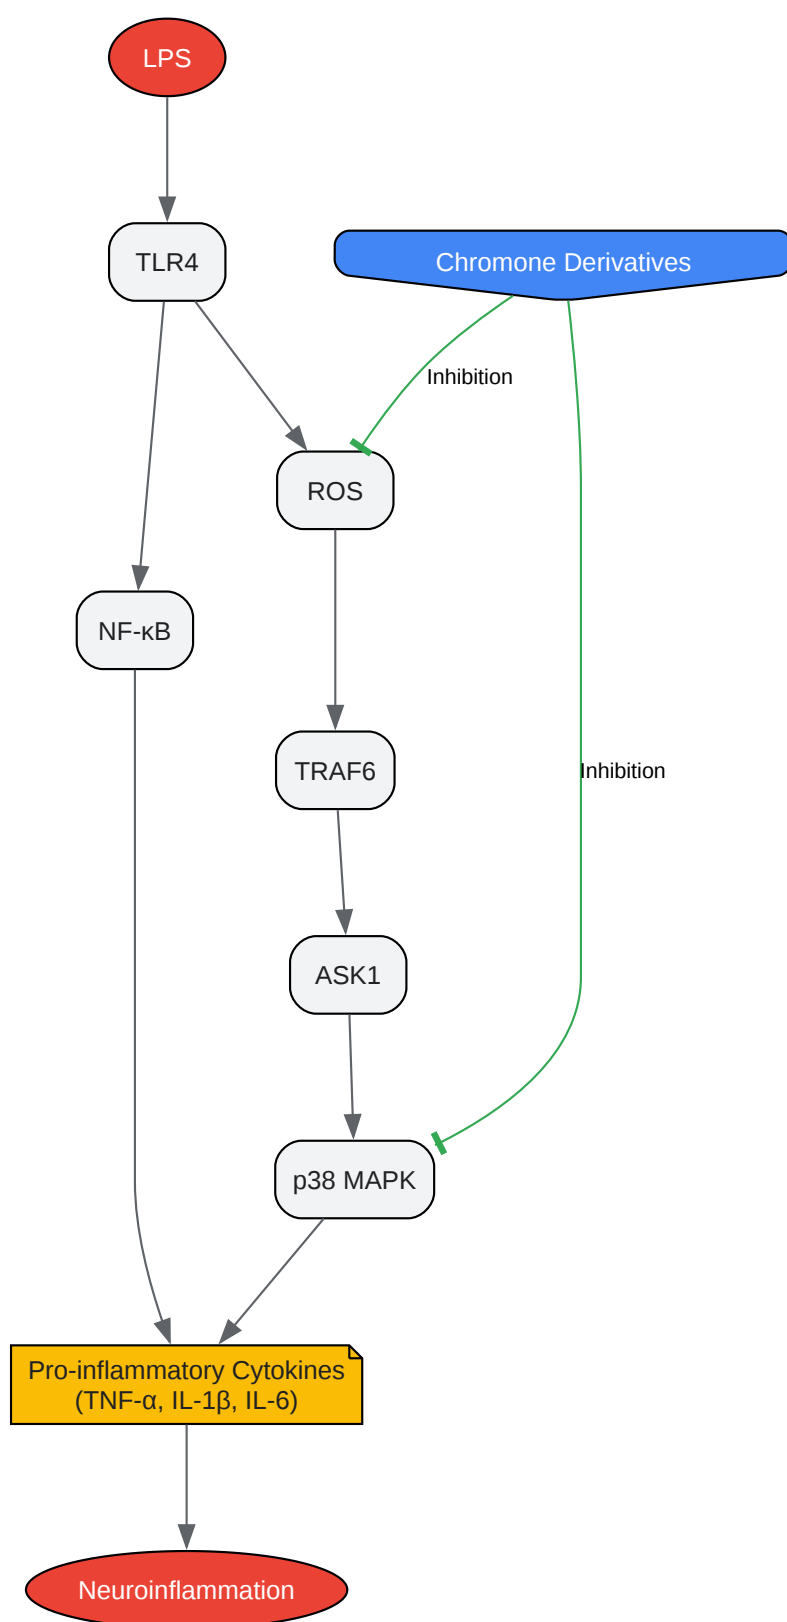 LPS
TLR4
Chromone Derivatives
Inhibition
ROS
NF-κB
TRAF6
Inhibition
ASK1
p38 MAPK
Pro-inflammatory Cytokines
(TNF-α, IL-1β, IL-6)
Neuroinflammation